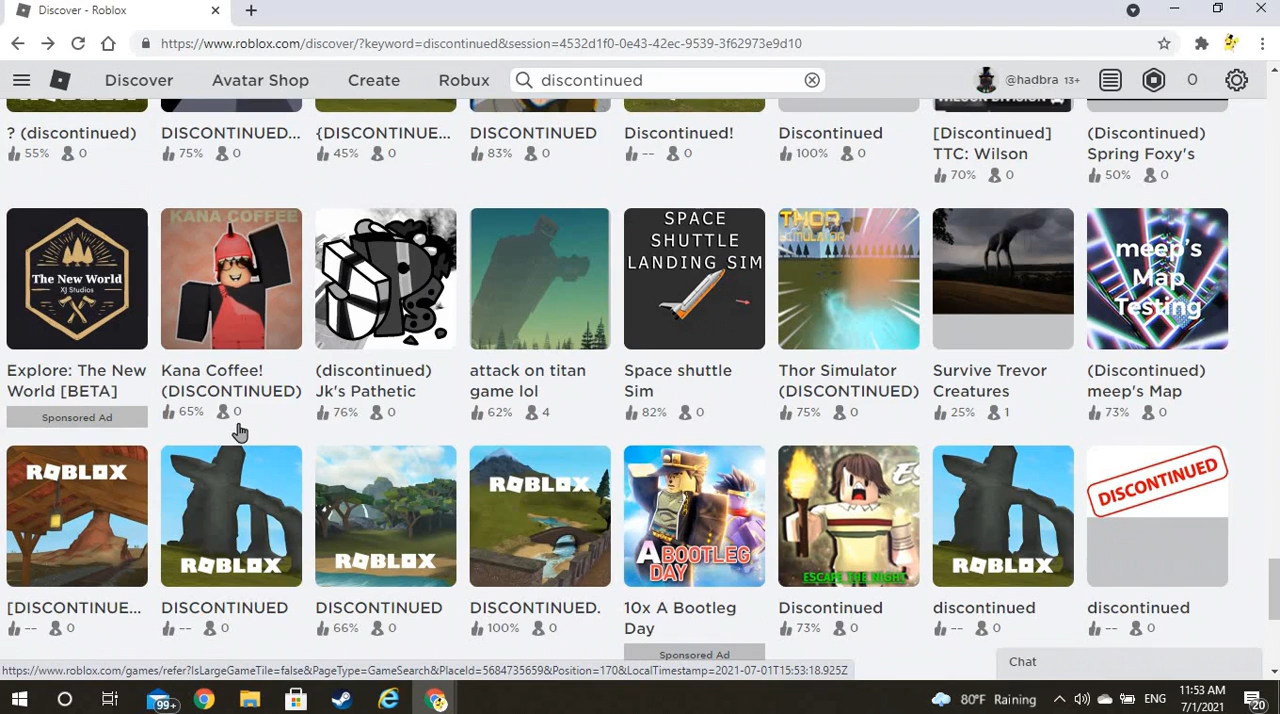 Discover - Roblox
https://www.roblox.com/discover/?keyword=discontinued&session=4532d1f0-0e43-42ec-9539-3f62973e9d10
Discover Avatar Shop Create Robux discontinued @hadbra 13+ 0
WILSON DIVISION
? (discontinued) DISCONTINUED... {DISCONTINUE... DISCONTINUED Discontinued! Discontinued [Discontinued] (Discontinued)
TTC: Wilson Spring Foxy's
55% 0 75% 0 45% 0 83% 0 -- 0 100% 0
70% 0 50% 0
The New World
XJ Studios
KANA COFFEE
SPACE
SHUTTLE
LANDING SIM
THOR
SIMULATOR
meep's
Map
Testing
Explore: The New Kana Coffee! (discontinued) attack on titan Space shuttle Thor Simulator Survive Trevor (Discontinued)
World [BETA] (DISCONTINUED) Jk's Pathetic game lol Sim (DISCONTINUED) Creatures meep's Map
Sponsored Ad 65% 0 76% 0 62% 4 82% 0 75% 0 25% 1 73% 0
ROBLOX
ROBLOX
ROBLOX
ROBLOX
A BOOTLEG
DAY
ESCAPE THE NIGHT
ROBLOX
DISCONTINUED
[DISCONTINUE... DISCONTINUED DISCONTINUED DISCONTINUED. 10x A Bootleg Discontinued discontinued discontinued
Day
-- 0 -- 0 66% 0 100% 0 73% 0 -- 0 -- 0
Sponsored Ad
https://www.roblox.com/games/refer?IsLargeGameTile=false&PageType=GameSearch&PlaceId=5684735659&Position=170&LocalTimestamp=2021-07-01T15:53:18.925Z
Chat
99+ 80°F Raining ENG 11:53 AM
7/1/2021 20